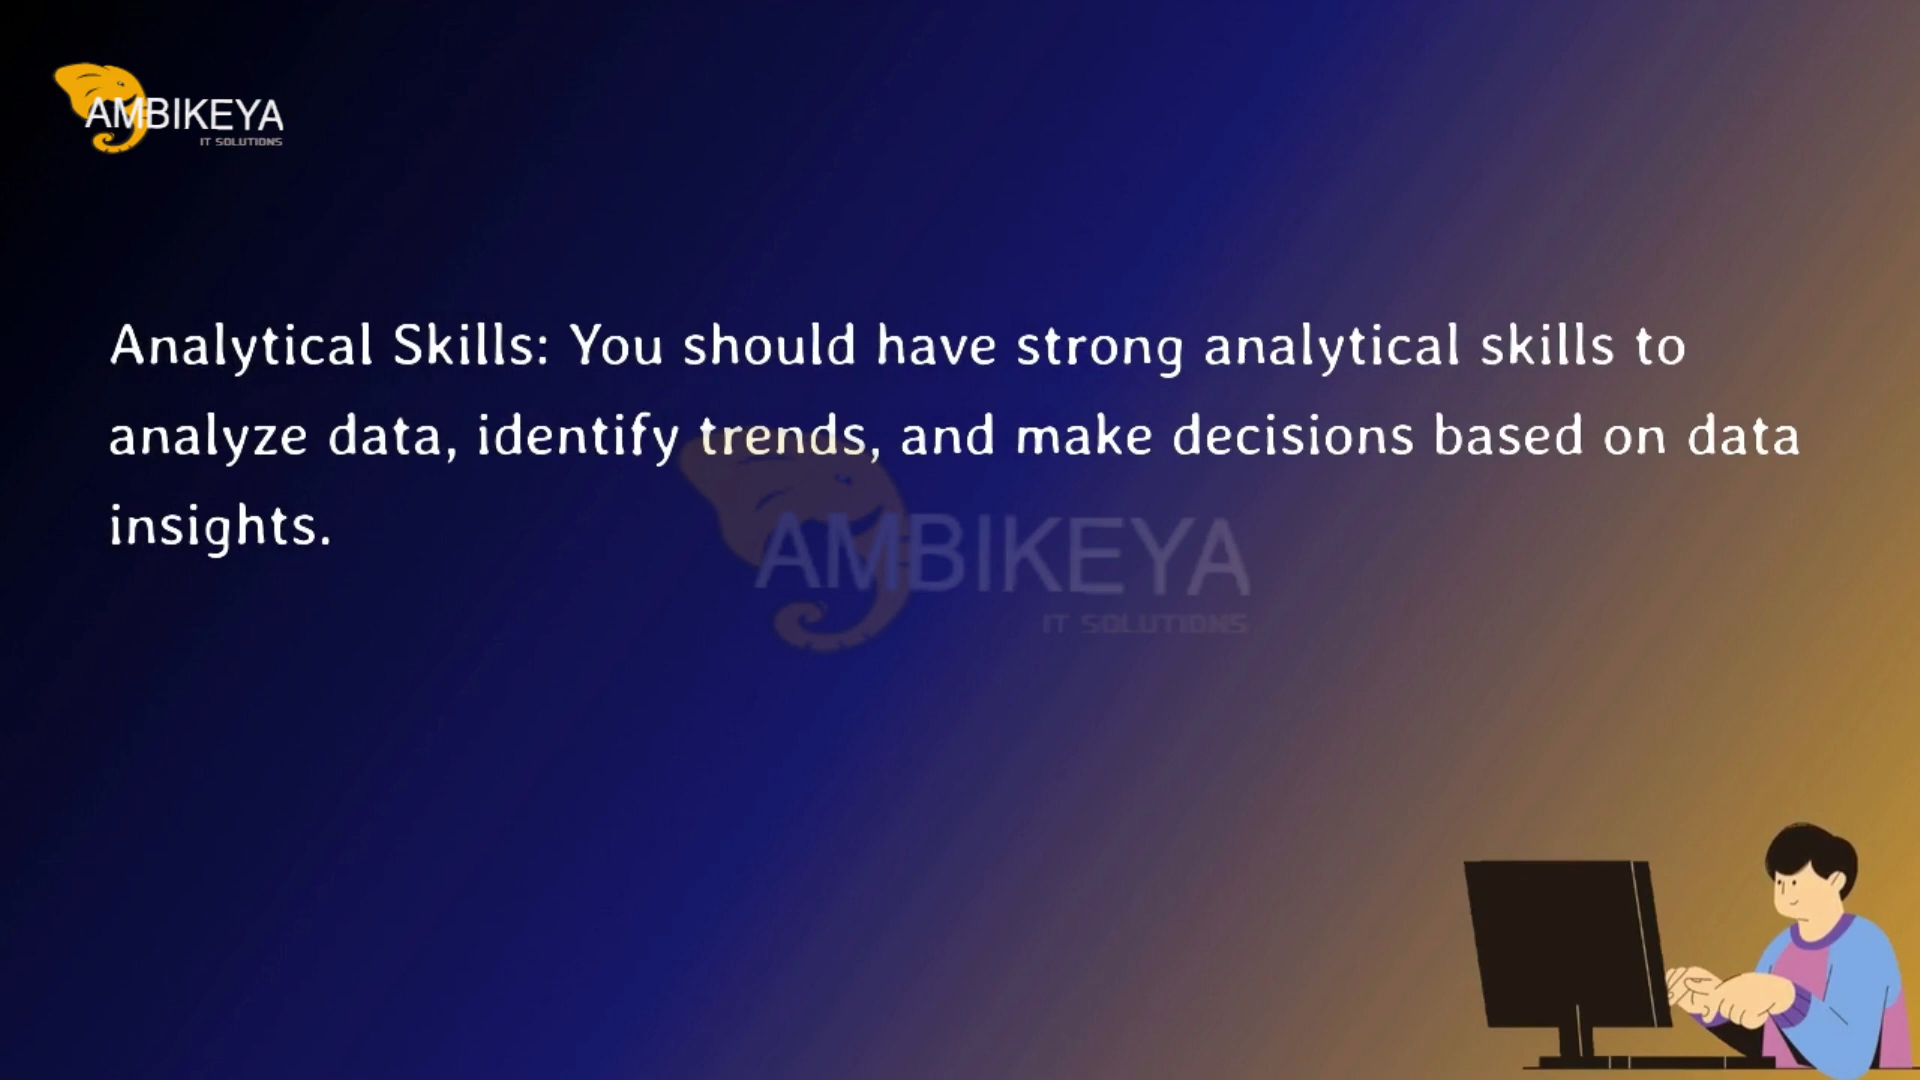 AMBIKEYA
IT SOLUTIONS
Analytical Skills: You should have strong analytical skills to
analyze data, identify trends, and make decisions based on data
insights.
AMBIKEYA
IT SOLUTIONS